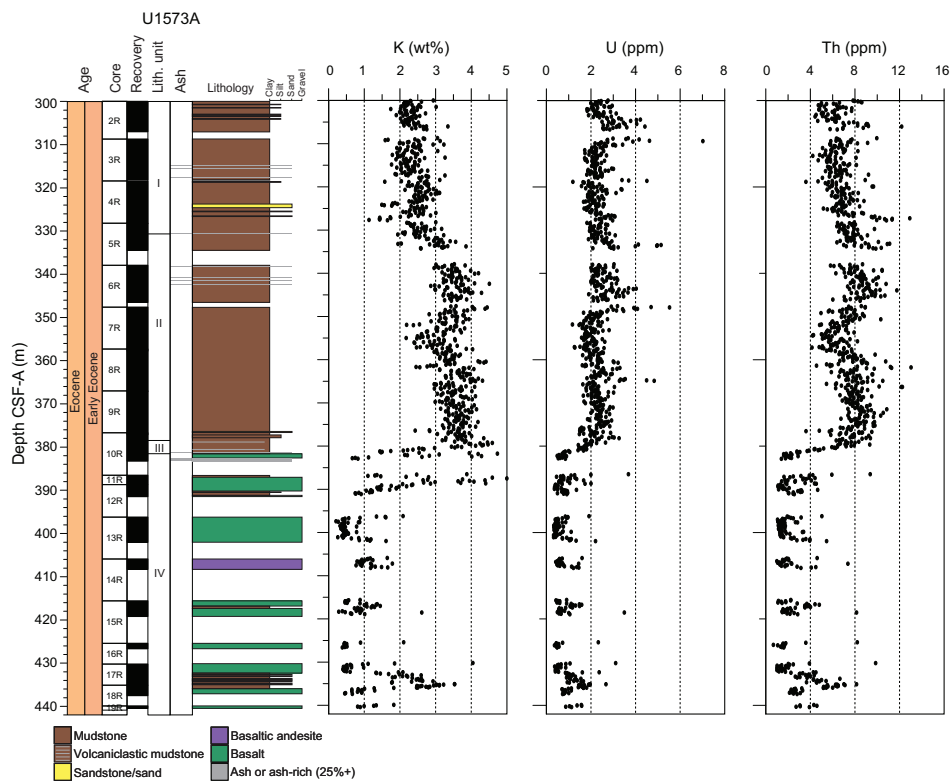 U1573A
K (wt%) U (ppm) Th (ppm)
Age Core Recovery Lith. unit Ash Lithology Clay Silt Sand Gravel
0 1 2 3 4 5 0 2 4 6 8 0 4 8 12 16
Depth CSF-A (m)
300
310
320
330
340
350
360
370
380
390
400
410
420
430
440
Eocene
Early Eocene
2R
3R
4R
5R
6R
7R
8R
9R
10R
11R
12R
13R
14R
15R
16R
17R
18R
19R
I
II
III
IV
Mudstone Basaltic andesite
Volcaniclastic mudstone Basalt
Sandstone/sand Ash or ash-rich (25%+)